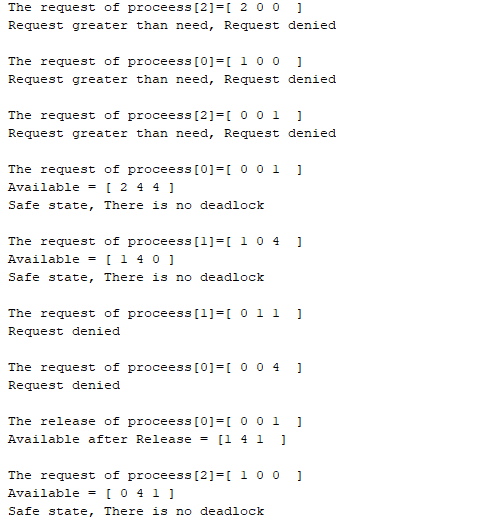 The request of proceess[2]=[ 2 0 0  ]
Request greater than need, Request denied
The request of proceess[0]=[ 1 0 0  ]
Request greater than need, Request denied
The request of proceess[2]=[ 0 0 1  ]
Request greater than need, Request denied
The request of proceess[0]=[ 0 0 1  ]
Available = [ 2 4 4 ]
Safe state, There is no deadlock
The request of proceess[1]=[ 1 0 4  ]
Available = [ 1 4 0 ]
Safe state, There is no deadlock
The request of proceess[1]=[ 0 1 1  ]
Request denied
The request of proceess[0]=[ 0 0 4  ]
Request denied
The release of proceess[0]=[ 0 0 1  ]
Available after Release = [1 4 1  ]
The request of proceess[2]=[ 1 0 0  ]
Available = [ 0 4 1 ]
Safe state, There is no deadlock